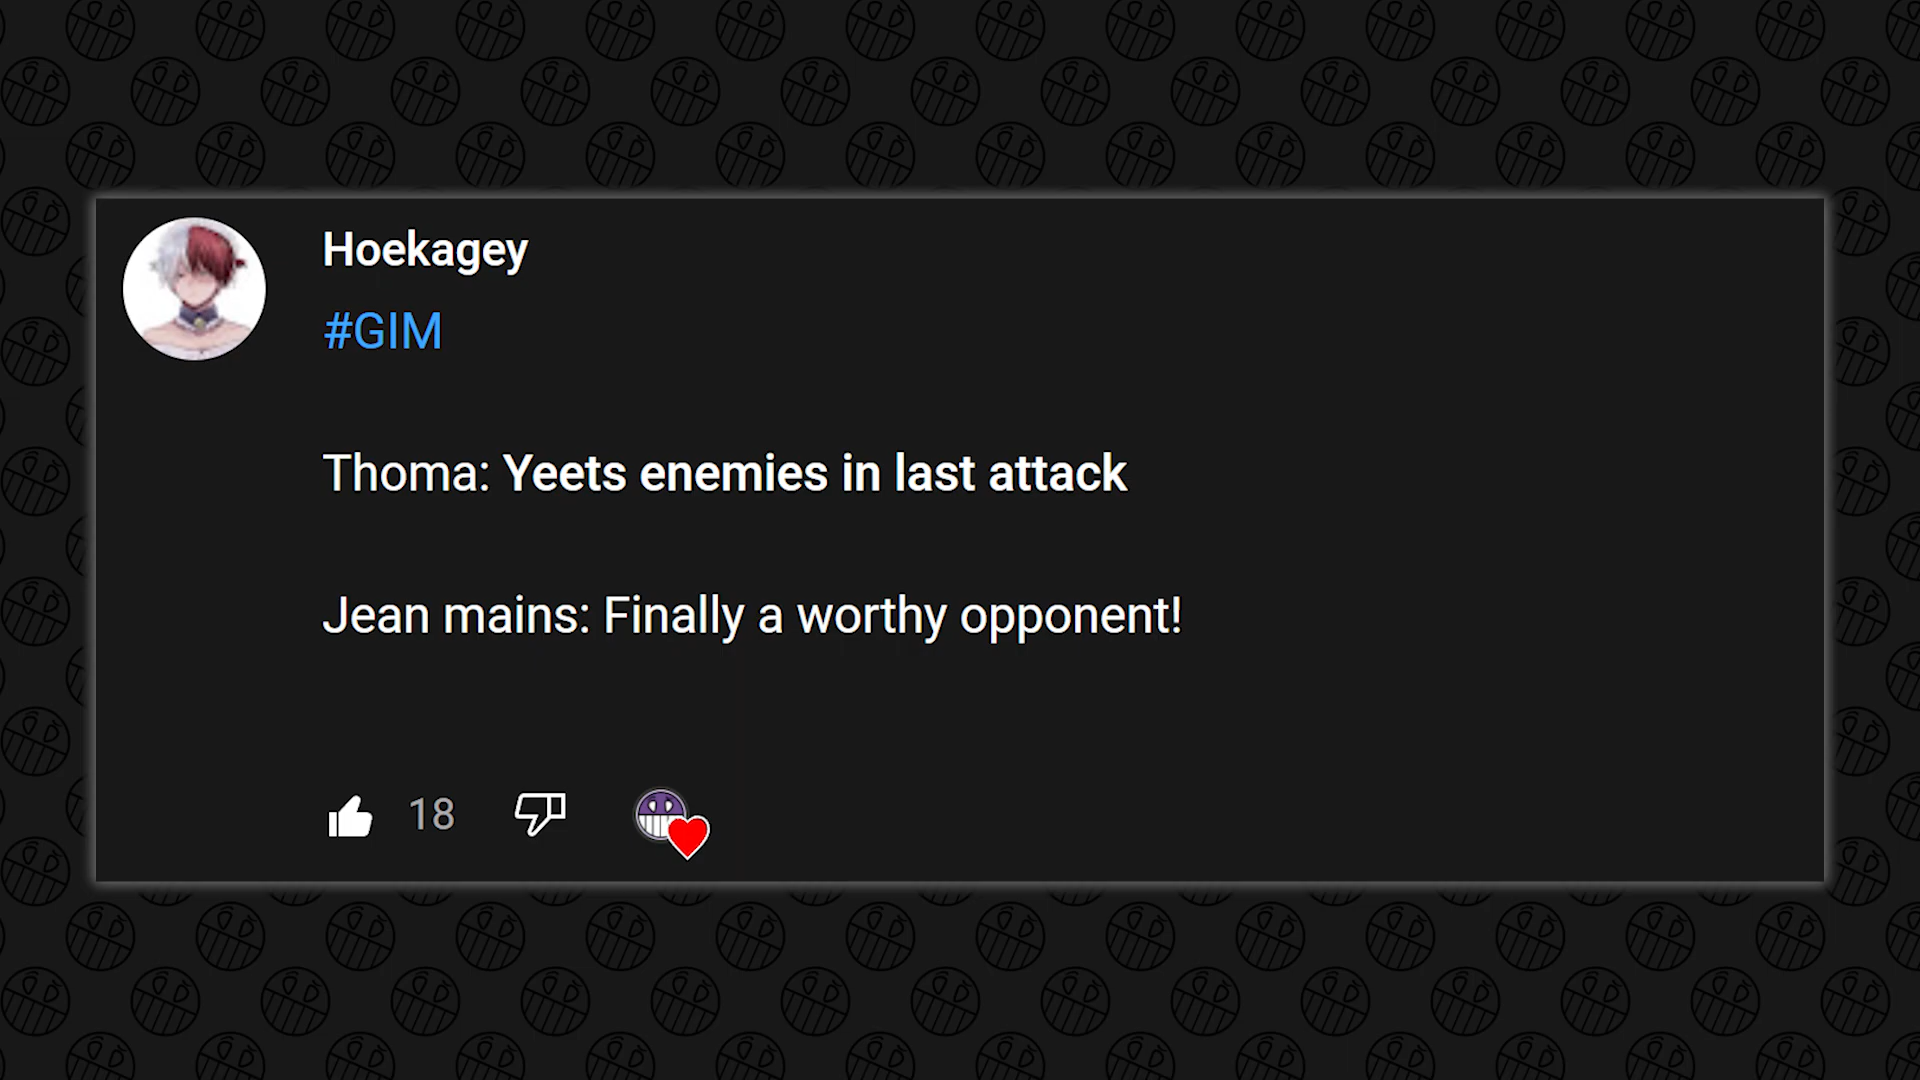 Hoekagey
#GIM
Thoma: Yeets enemies in last attack
Jean mains: Finally a worthy opponent!
18